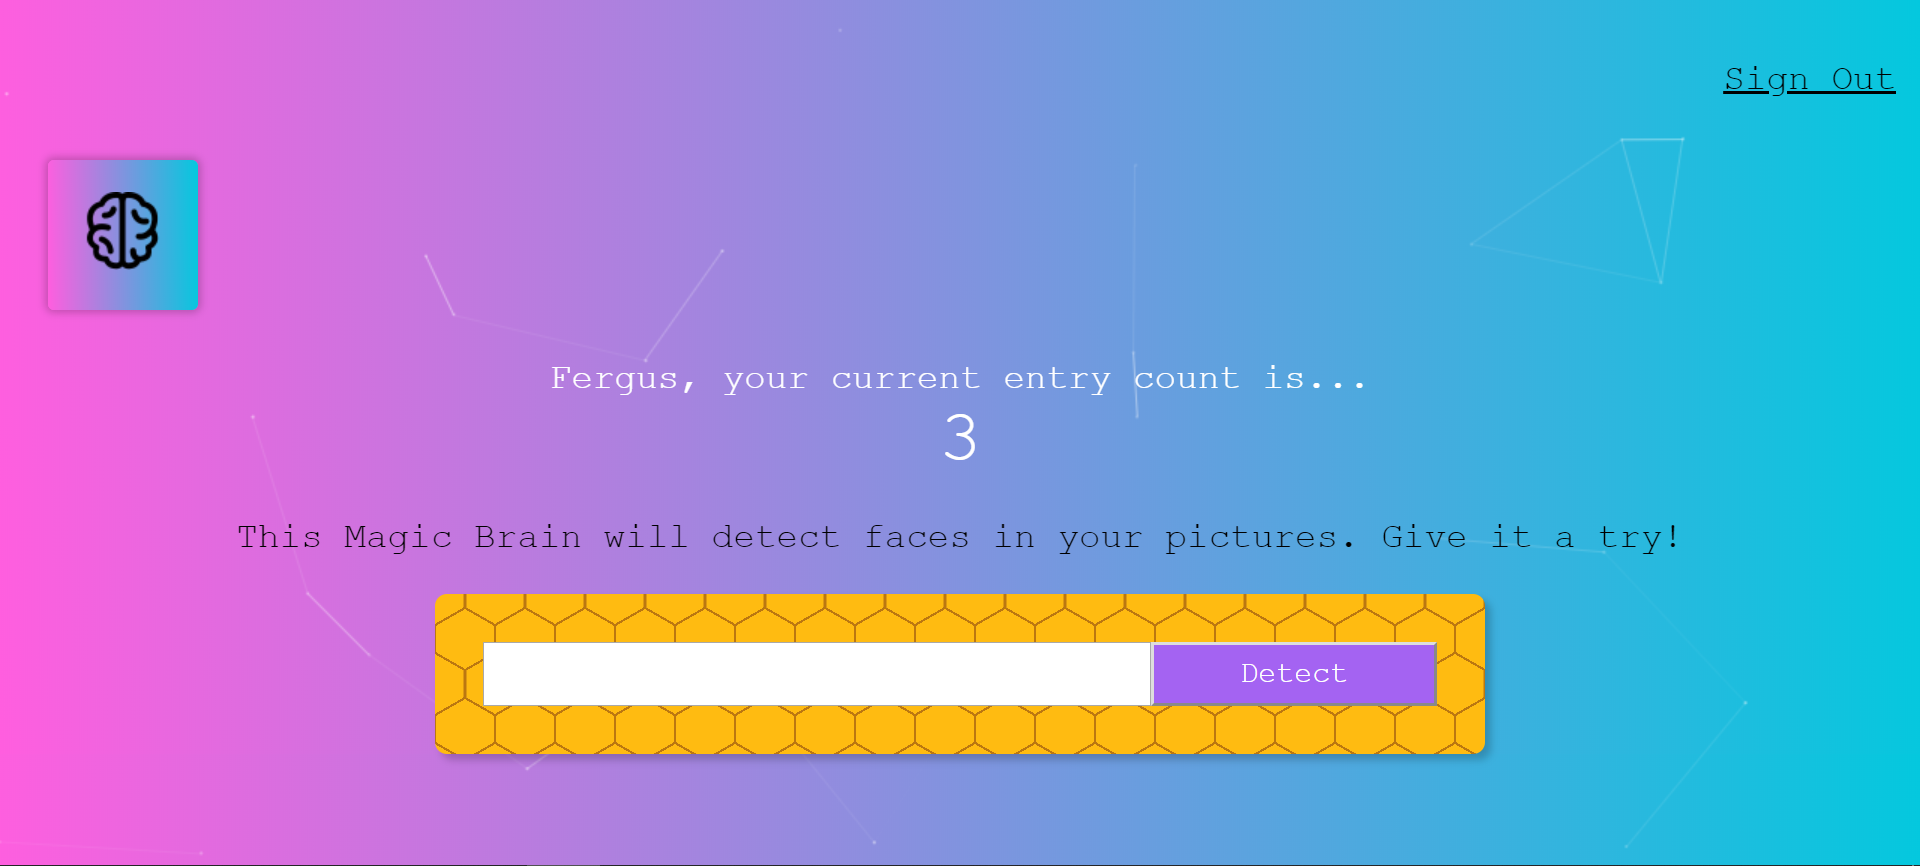 Sign Out
Fergus, your current entry count is...
3
This Magic Brain will detect faces in your pictures. Give it a try!
Detect